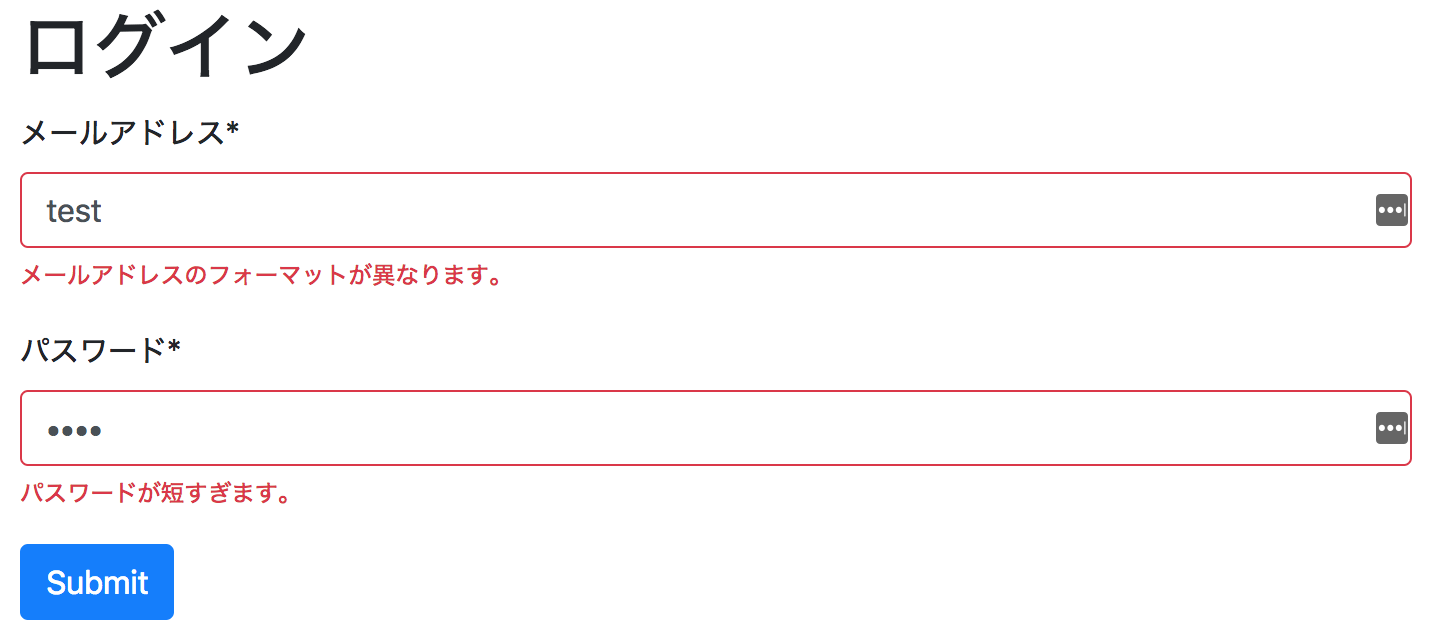 ログイン
メールアドレス*
test
メールアドレスのフォーマットが異なります。
パスワード*
••••
パスワードが短すぎます。
Submit